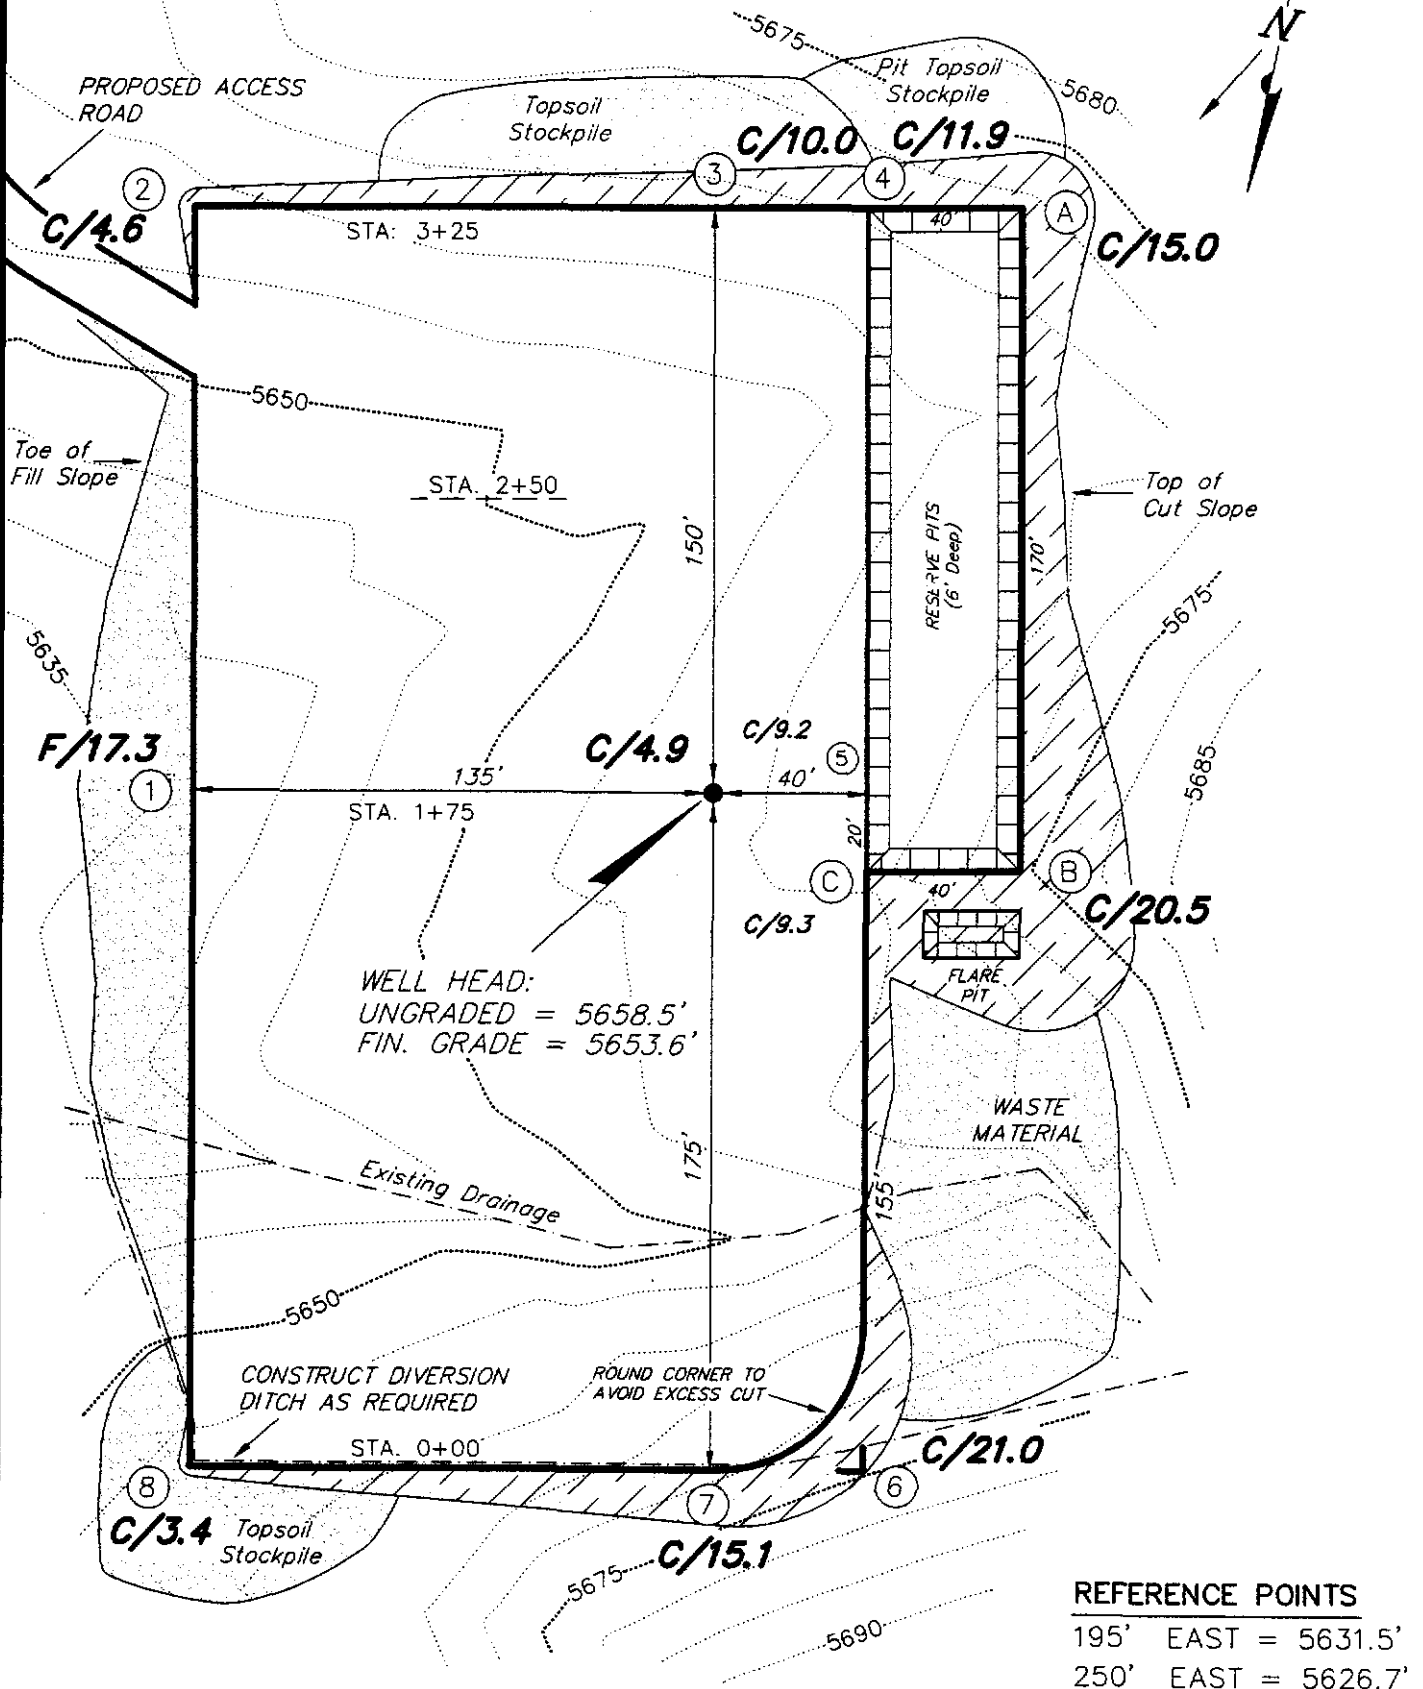 N
5675
PROPOSED ACCESS
ROAD
Topsoil
Stockpile
Pit Topsoil
Stockpile
5680
C/10.0
C/11.9
2
3
4
A
C/4.6
STA: 3+25
40'
C/15.0
5650
Toe of
Fill Slope
STA. 2+50
Top of
Cut Slope
150'
RESERVE PITS
(6' Deep)
170'
5675
5635
F/17.3
C/4.9
C/9.2
5
5685
1
135'
40'
STA. 1+75
20'
C
40'
B
C/20.5
C/9.3
WELL HEAD:
UNGRADED = 5658.5'
FIN. GRADE = 5653.6'
FLARE
PIT
WASTE
MATERIAL
175'
155'
Existing Drainage
5650
CONSTRUCT DIVERSION
DITCH AS REQUIRED
ROUND CORNER TO
AVOID EXCESS CUT
STA. 0+00
C/21.0
8
7
6
C/3.4
Topsoil
Stockpile
C/15.1
5675
5690
REFERENCE POINTS
195' EAST = 5631.5'
250' EAST = 5626.7'